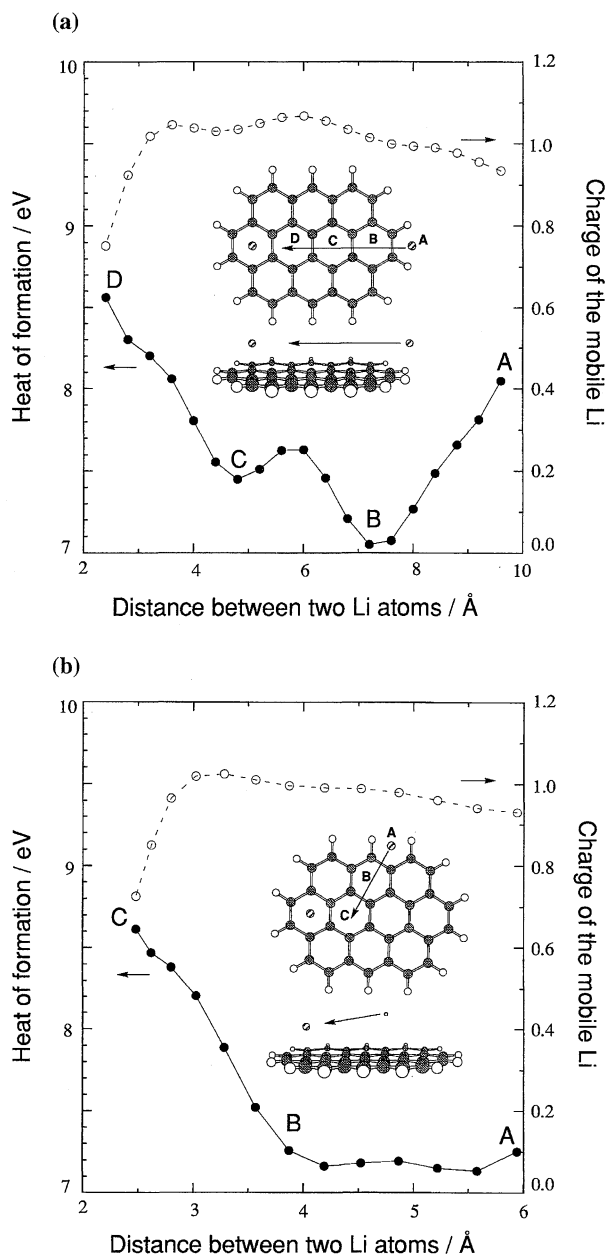 (a)
10
9
8
7
Heat of formation / eV
1.2
1.0
0.8
0.6
0.4
0.2
0.0
Charge of the mobile Li
D
C
B
A
D
C
B
A
2
4
6
8
10
Distance between two Li atoms / Å
(b)
10
9
8
7
Heat of formation / eV
1.2
1.0
0.8
0.6
0.4
0.2
0.0
Charge of the mobile Li
A
B
C
C
B
A
2
3
4
5
6
Distance between two Li atoms / Å